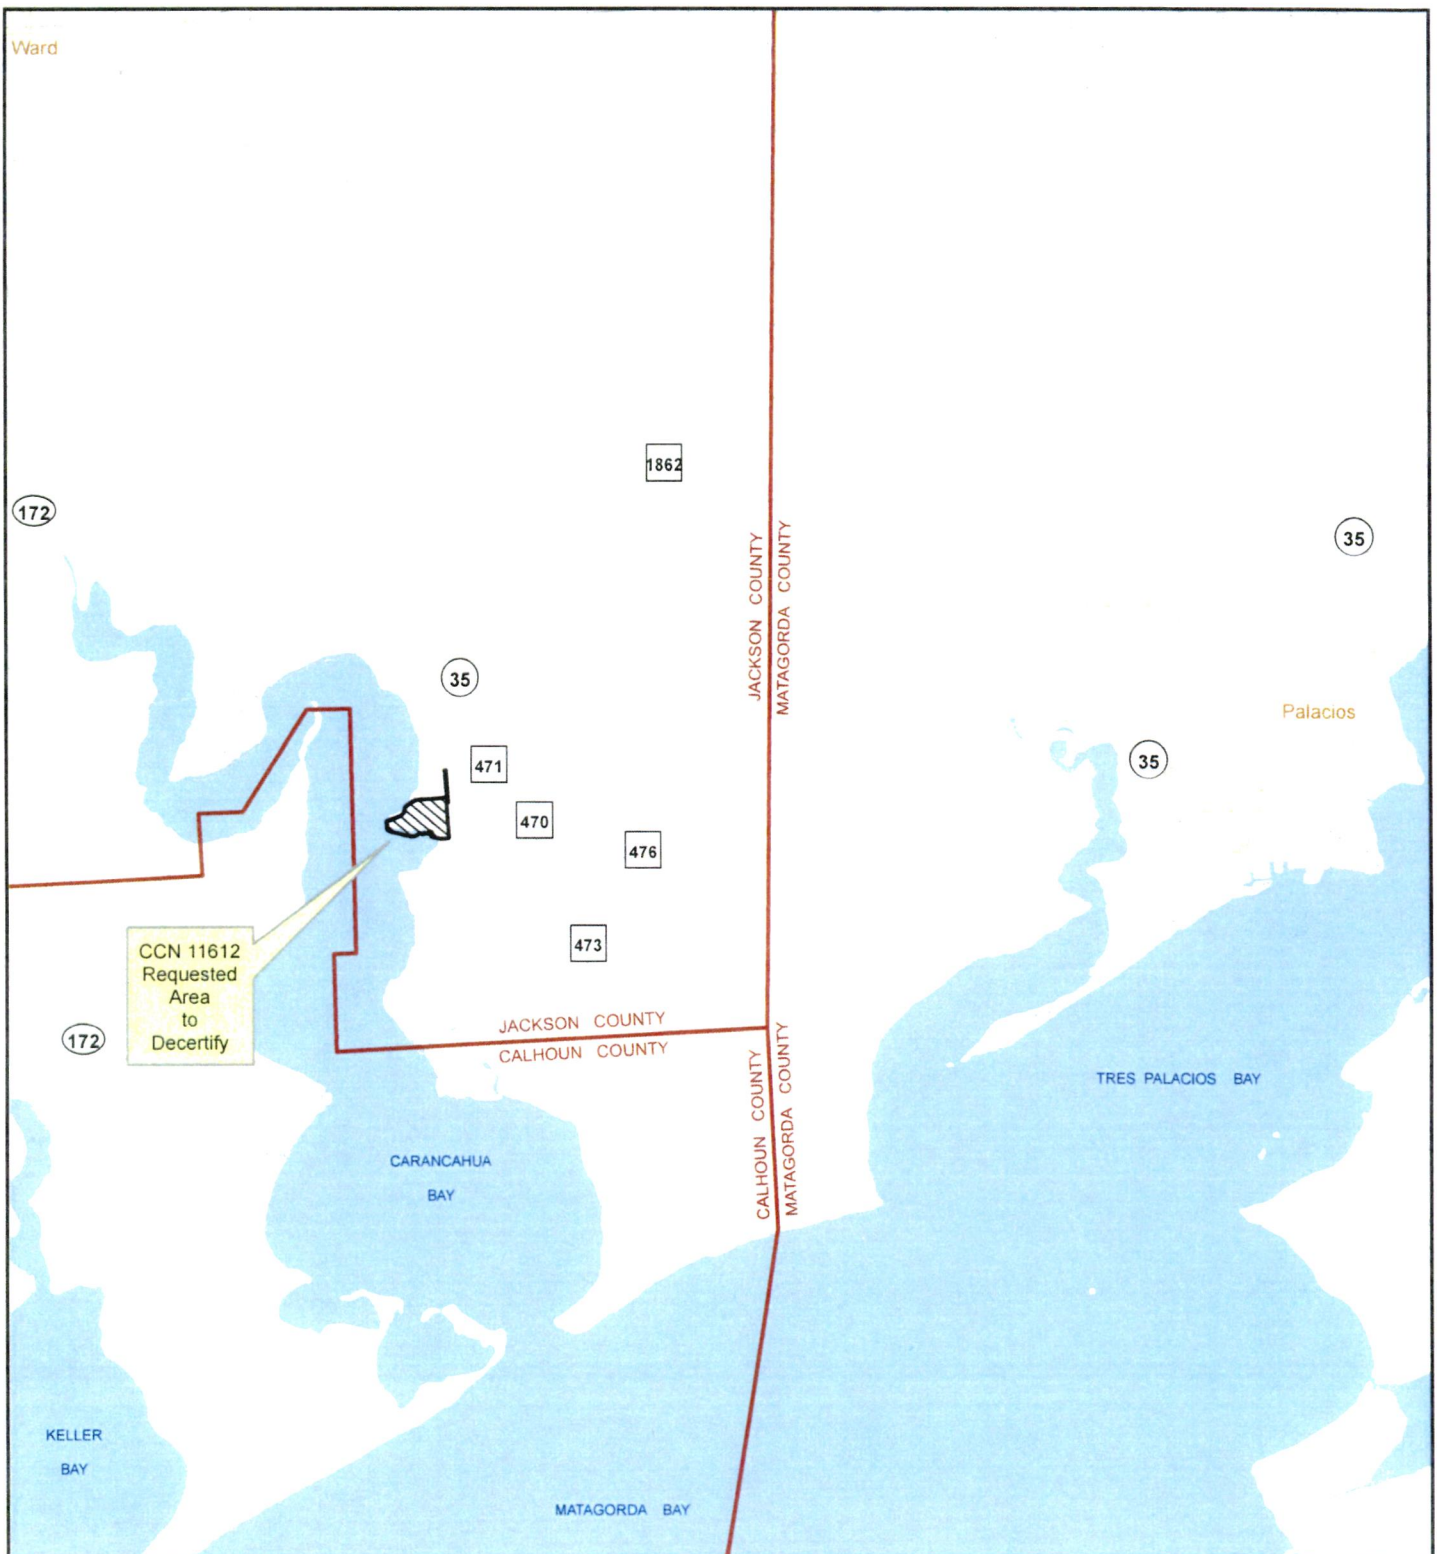 Ward
1862
172
35
JACKSON COUNTY
MATAGORDA COUNTY
35
Palacios
35
471
470
476
CCN 11612
Requested
Area
to
Decertify
473
172
JACKSON COUNTY
CALHOUN COUNTY
CALHOUN COUNTY
MATAGORDA COUNTY
TRES PALACIOS BAY
CARANCAHUA
BAY
KELLER
BAY
MATAGORDA BAY